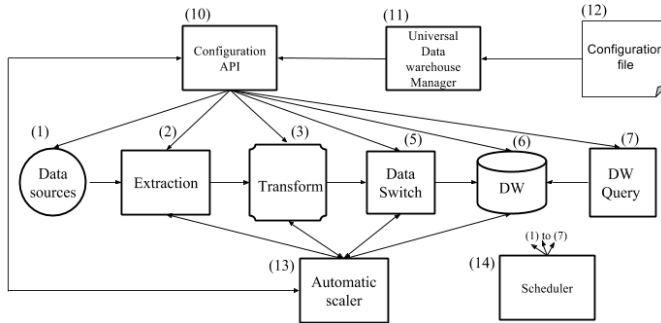 (10)
(11)
(12)
Configuration
API
Universal
Data
warehouse
Manager
Configuration
file
(1)
(2)
(3)
(5)
(6)
(7)
Data
sources
Extraction
Transform
Data
Switch
DW
DW
Query
(1) to (7)
(13)
Automatic
scaler
(14)
Scheduler